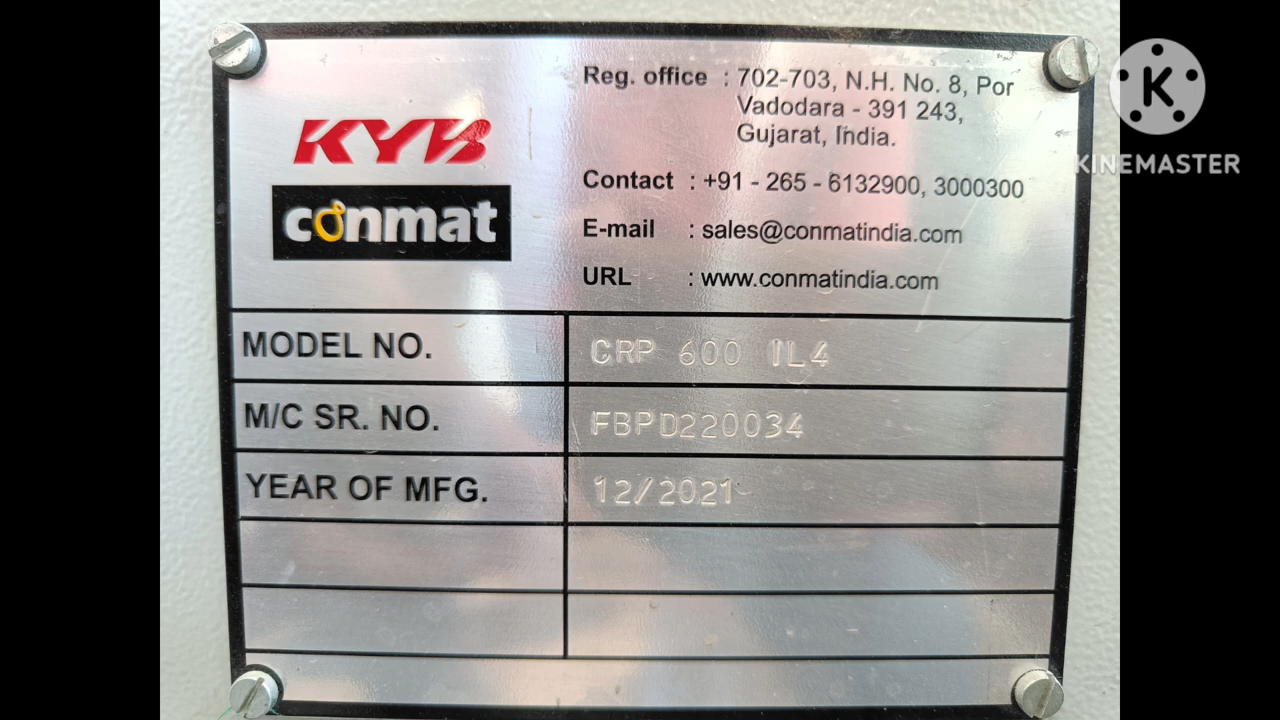 KYB
conmat
Reg. office : 702-703, N.H. No. 8, Por
Vadodara - 391 243,
Gujarat, India.
Contact : +91 - 265 - 6132900, 3000300
E-mail : sales@conmatindia.com
URL : www.conmatindia.com
MODEL NO. CRP 600 IL4
M/C SR. NO. FBPD220034
YEAR OF MFG. 12/2021
K
KINEMASTER